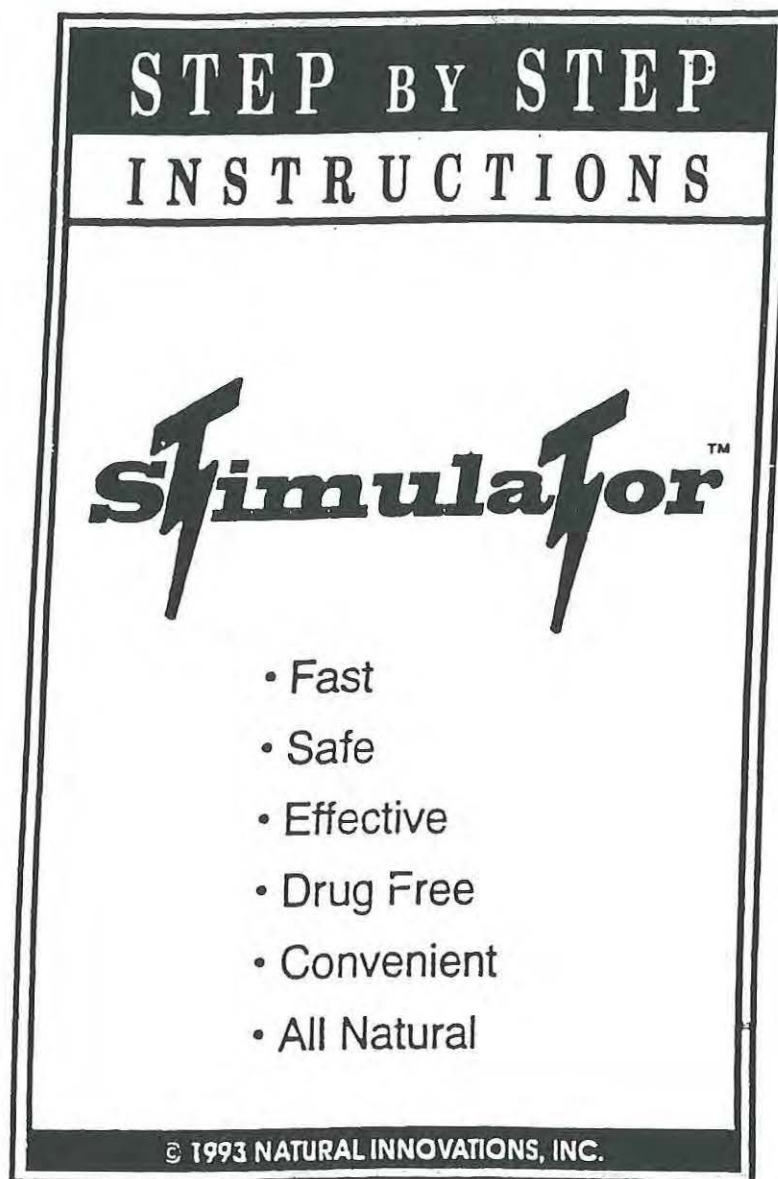 STEP BY STEP
INSTRUCTIONS
STimulaTor™
• Fast
• Safe
• Effective
• Drug Free
• Convenient
• All Natural
© 1993 NATURAL INNOVATIONS, INC.